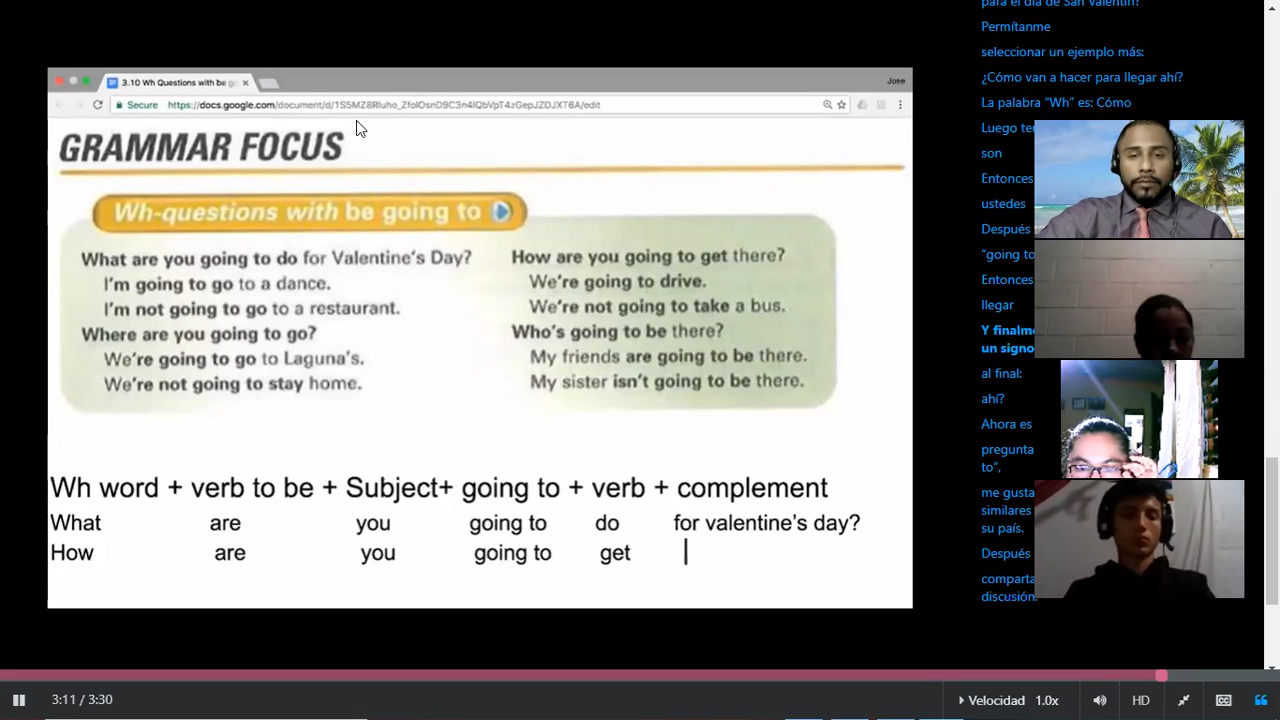 3.10 Wh Questions with be g
Jose
Secure
GRAMMAR FOCUS
Wh-questions with be going to
What are you going to do for Valentine's Day?
I'm going to go to a dance.
I'm not going to go to a restaurant.
Where are you going to go?
We're going to go to Laguna's.
We're not going to stay home.
How are you going to get there?
We're going to drive.
We're not going to take a bus.
Who's going to be there?
My friends are going to be there.
My sister isn't going to be there.
Wh word + verb to be + Subject+ going to + verb + complement
What are you going to do for valentine's day?
How are you going to get
para el día de San Valentín?
Permítanme
seleccionar un ejemplo más:
¿Cómo van a hacer para llegar ahí?
La palabra "Wh" es: Cómo
Luego
son
Entonces
ustedes
Después
"going to
Entonces
llegar
Y finalme
un signo
al final:
ahí?
Ahora es
pregunta
to",
me gusta
similares
su país.
Después
comparta
discusión.
3:11 / 3:30
Velocidad 1.0x
HD
CC